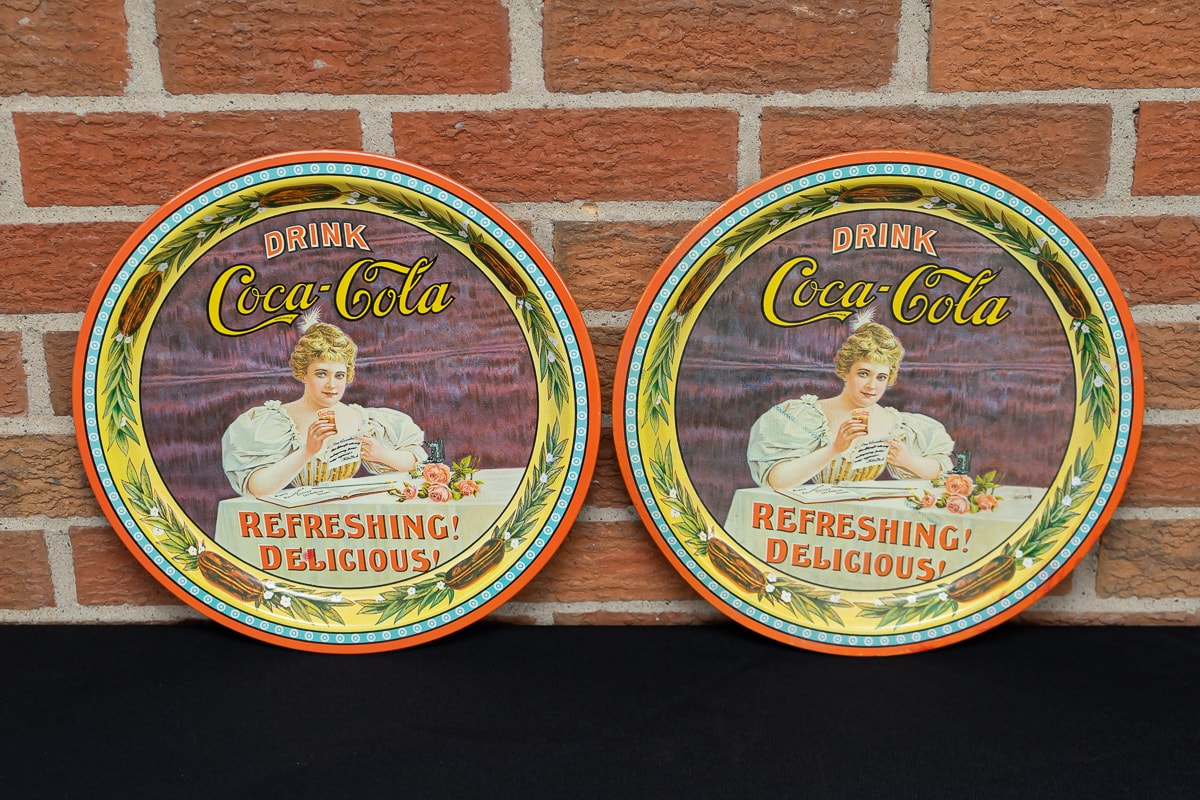 DRINK
Coca-Cola
REFRESHING!
DELICIOUS!
DRINK
Coca-Cola
REFRESHING!
DELICIOUS!